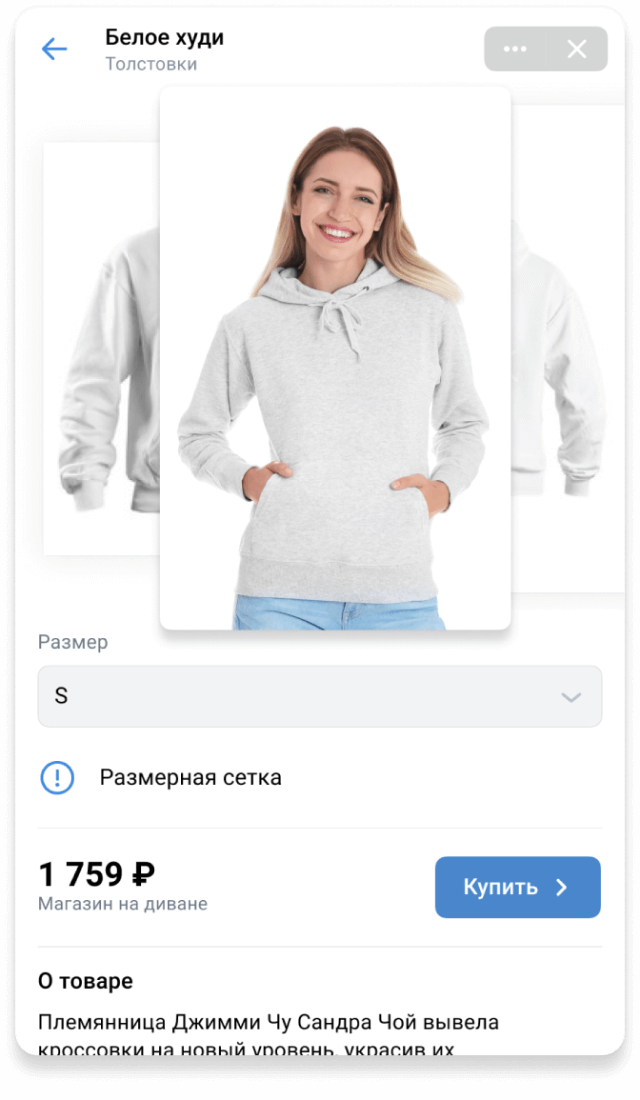 Белое худи
Толстовки
Размер
S
Размерная сетка
1 759 ₽
Магазин на диване
Купить
О товаре
Племянница Джимми Чу Сандра Чой вывела
кроссовки на новый уровень, украсив их